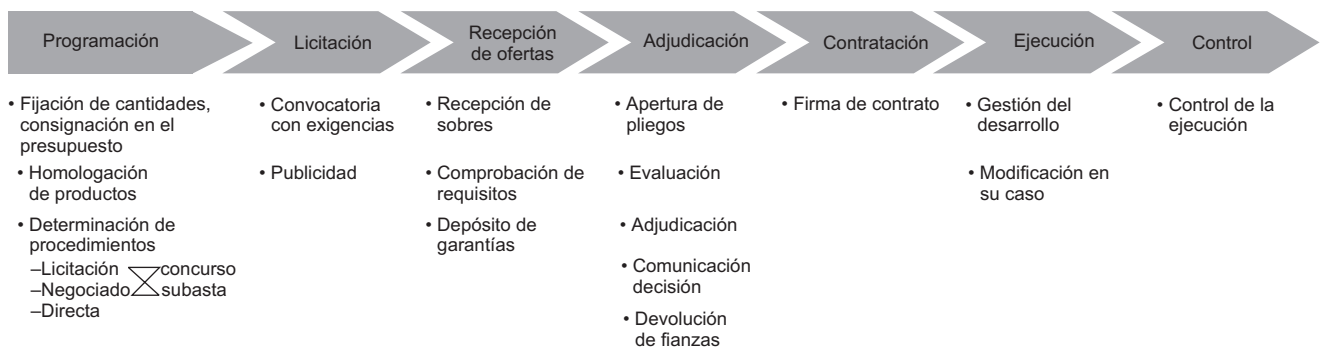 Programación
Licitación
Recepción
de ofertas
Adjudicación
Contratación
Ejecución
Control
• Fijación de cantidades,
consignación en el
presupuesto
• Homologación
de productos
• Determinación de
procedimientos
–Licitación concurso
–Negociado subasta
–Directa
• Convocatoria
con exigencias
• Publicidad
• Recepción de
sobres
• Comprobación de
requisitos
• Depósito de
garantías
• Apertura de
pliegos
• Evaluación
• Adjudicación
• Comunicación
decisión
• Devolución
de fianzas
• Firma de contrato
• Gestión del
desarrollo
• Modificación en
su caso
• Control de la
ejecución